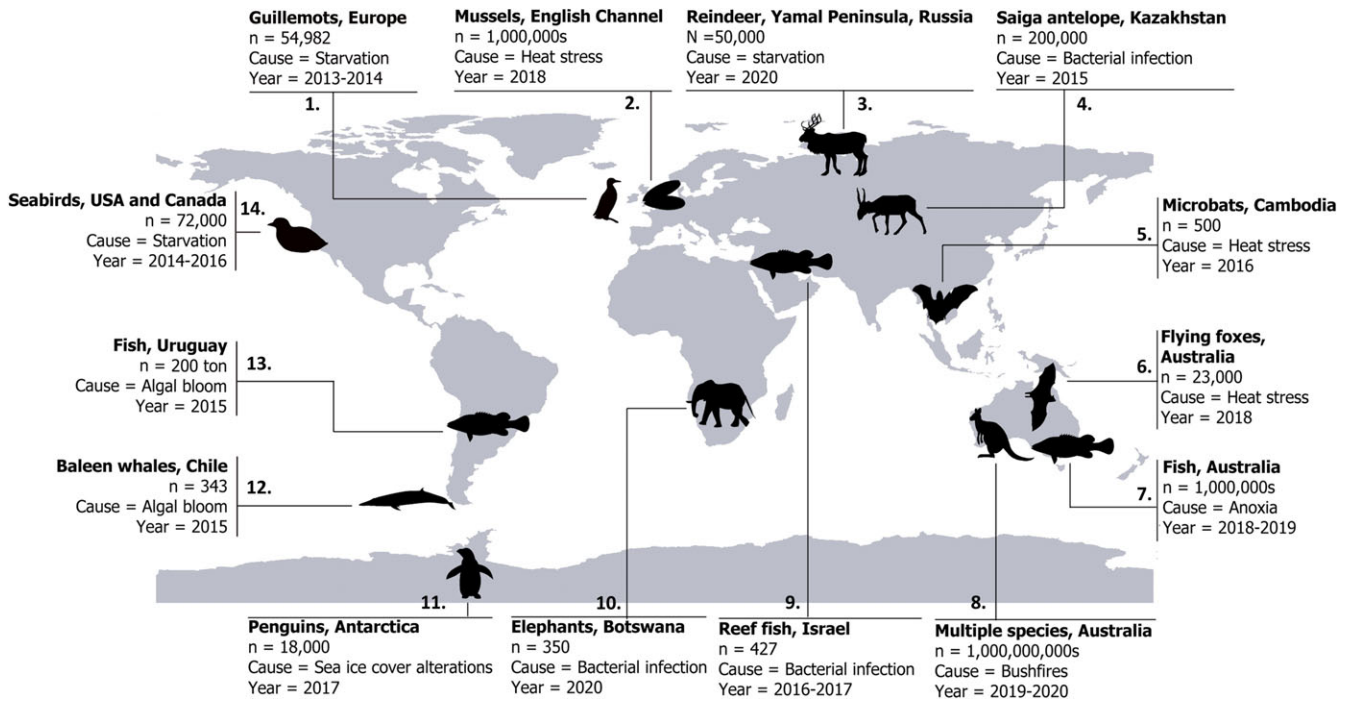 Guillemots, Europe
n = 54,982
Cause = Starvation
Year = 2013-2014
1.
Mussels, English Channel
n = 1,000,000s
Cause = Heat stress
Year = 2018
2.
Reindeer, Yamal Peninsula, Russia
N =50,000
Cause = starvation
Year = 2020
3.
Saiga antelope, Kazakhstan
n = 200,000
Cause = Bacterial infection
Year = 2015
4.
Microbats, Cambodia
n = 500
5.
Cause = Heat stress
Year = 2016
Flying foxes,
Australia
6.
n = 23,000
Cause = Heat stress
Year = 2018
Fish, Australia
7.
n = 1,000,000s
Cause = Anoxia
Year = 2018-2019
8.
Multiple species, Australia
n = 1,000,000,000s
Cause = Bushfires
Year = 2019-2020
9.
Reef fish, Israel
n = 427
Cause = Bacterial infection
Year = 2016-2017
10.
Elephants, Botswana
n = 350
Cause = Bacterial infection
Year = 2020
11.
Penguins, Antarctica
n = 18,000
Cause = Sea ice cover alterations
Year = 2017
Baleen whales, Chile
n = 343
12.
Cause = Algal bloom
Year = 2015
Fish, Uruguay
n = 200 ton
13.
Cause = Algal bloom
Year = 2015
Seabirds, USA and Canada
14.
n = 72,000
Cause = Starvation
Year = 2014-2016